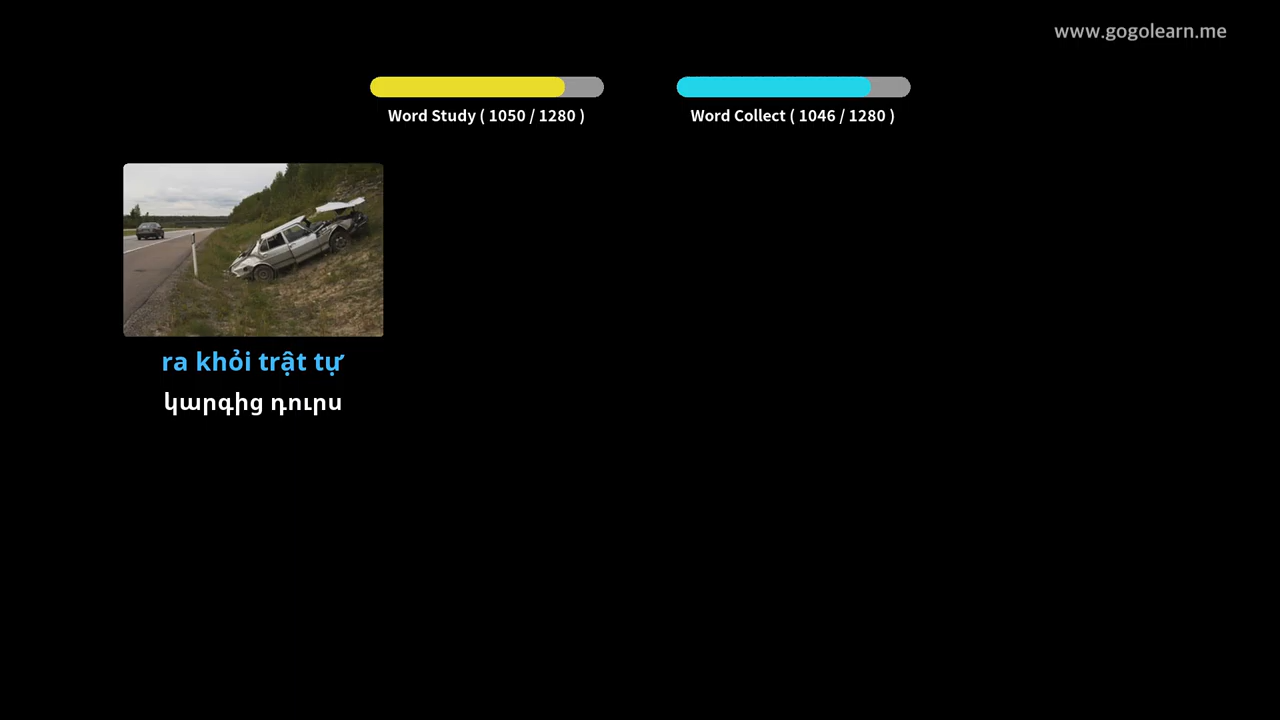 www.gogolearn.me
Word Study ( 1050 / 1280 )
Word Collect ( 1046 / 1280 )
ra khỏi trật tự
կարգից դուրս